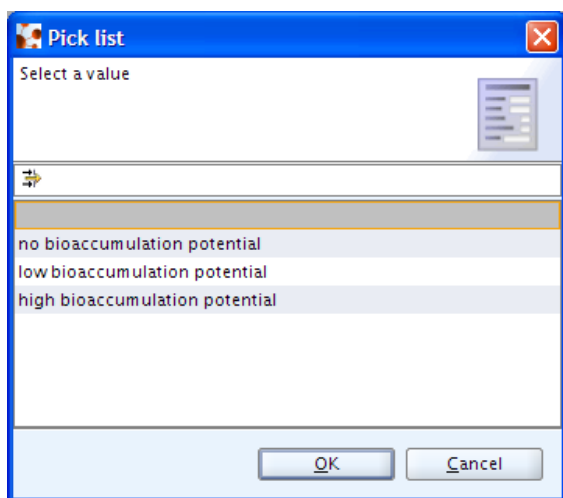 Pick list
Select a value
no bioaccumulation potential
low bioaccumulation potential
high bioaccumulation potential
OK
Cancel